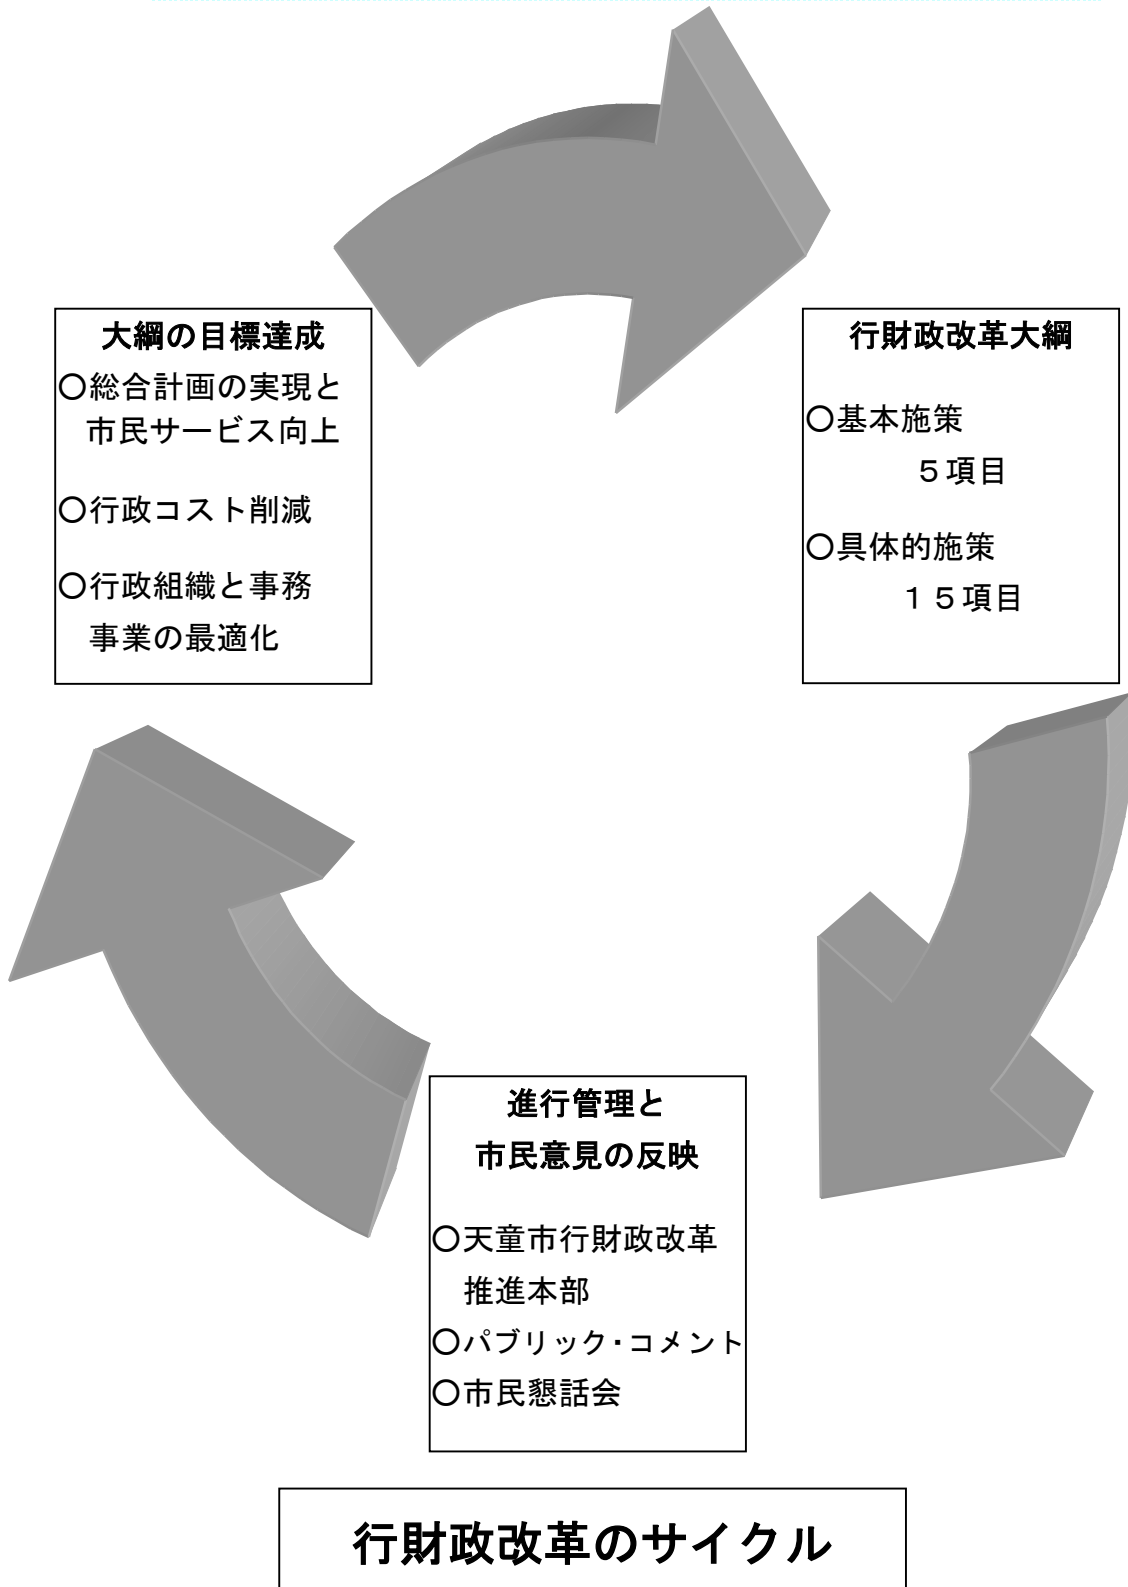 大綱の目標達成
○総合計画の実現と
市民サービス向上
○行政コスト削減
○行政組織と事務
事業の最適化
行財政改革大綱
○基本施策
５項目
○具体的施策
１５項目
進行管理と
市民意見の反映
○天童市行財政改革
推進本部
○パブリック・コメント
○市民懇話会
行財政改革のサイクル